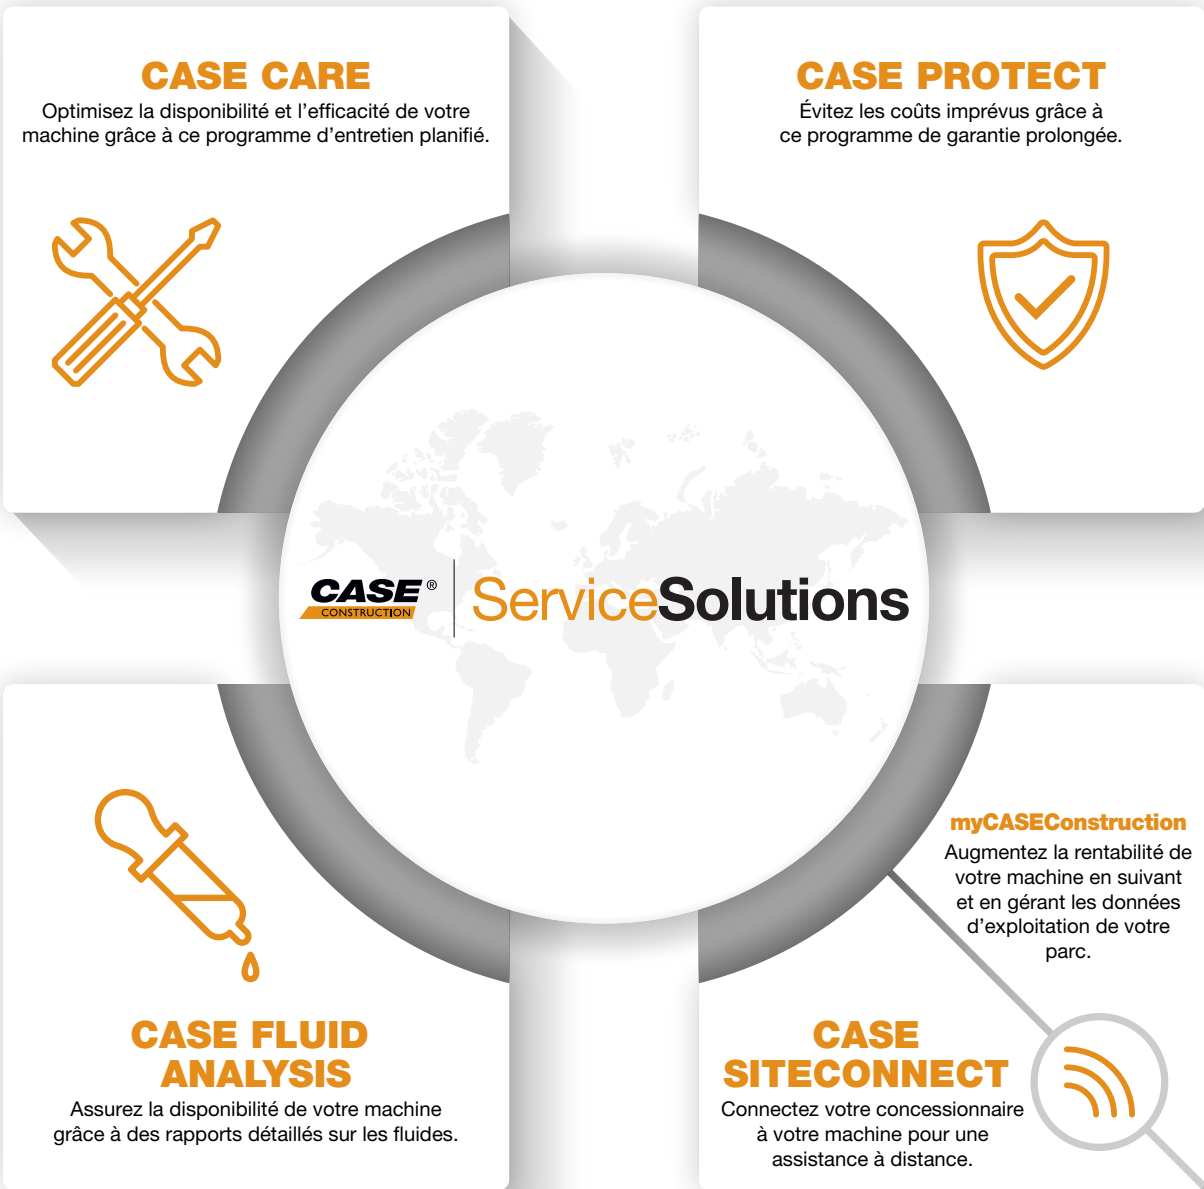 CASE CARE
Optimisez la disponibilité et l’efficacité de votre
machine grâce à ce programme d’entretien planifié.
CASE PROTECT
Évitez les coûts imprévus grâce à
ce programme de garantie prolongée.
CASE ®
CONSTRUCTION
ServiceSolutions
CASE FLUID
ANALYSIS
Assurez la disponibilité de votre machine
grâce à des rapports détaillés sur les fluides.
myCASEConstruction
Augmentez la rentabilité de
votre machine en suivant
et en gérant les données
d’exploitation de votre
parc.
CASE
SITECONNECT
Connectez votre concessionnaire
à votre machine pour une
assistance à distance.